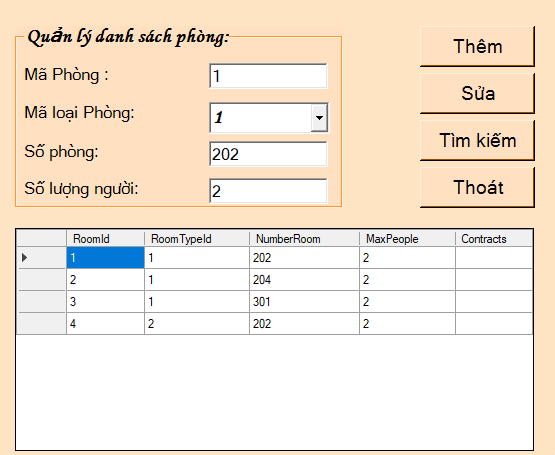 Quản lý danh sách phòng:
Mã Phòng : 1
Mã loại Phòng: 1
Số phòng: 202
Số lượng người: 2
Thêm
Sửa
Tìm kiếm
Thoát
RoomId RoomTypeId NumberRoom MaxPeople Contracts
1 1 202 2
2 1 204 2
3 1 301 2
4 2 202 2